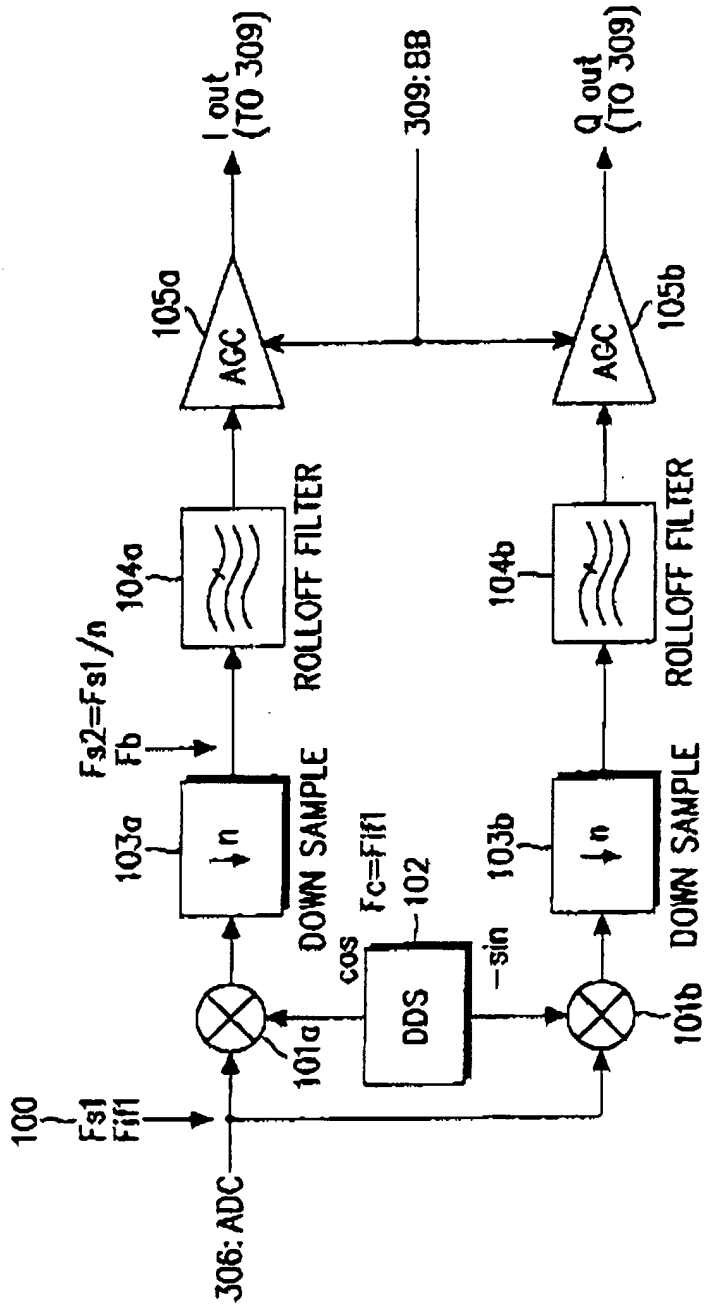 100
Fs1
Fif1
306: ADC
101a
cos
DDS
Fc=Fif1
102
-sin
101b
103a
n
DOWN SAMPLE
Fs2=Fs1/n
Fb
104a
ROLLOFF FILTER
105a
AGC
I out
(TO 309)
309:BB
103b
n
DOWN SAMPLE
104b
ROLLOFF FILTER
AGC
105b
Q out
(TO 309)